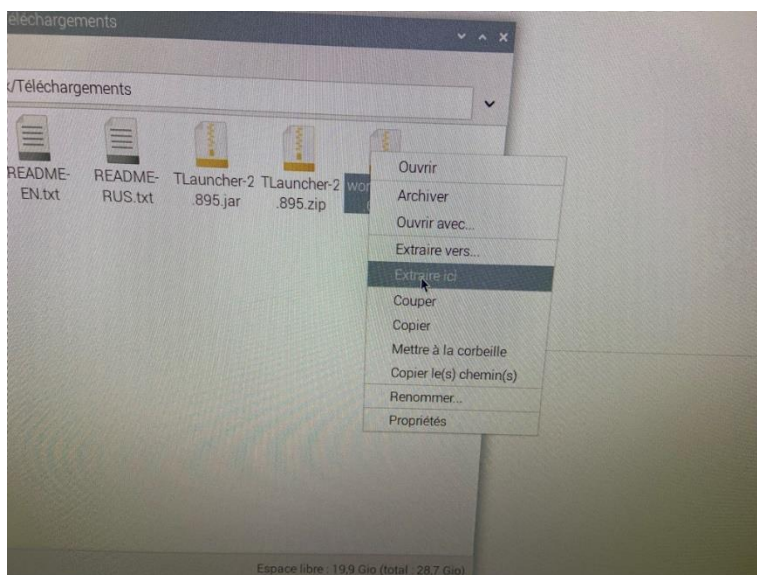 éléchargements
/Téléchargements
README-
EN.txt
README-
RUS.txt
TLauncher-2
.895.jar
TLauncher-2
.895.zip
wor
Ouvrir
Archiver
Ouvrir avec...
Extraire vers...
Extraire ici
Couper
Copier
Mettre à la corbeille
Copier le(s) chemin(s)
Renommer...
Propriétés
Espace libre : 19,9 Gio (total : 28,7 Gio)